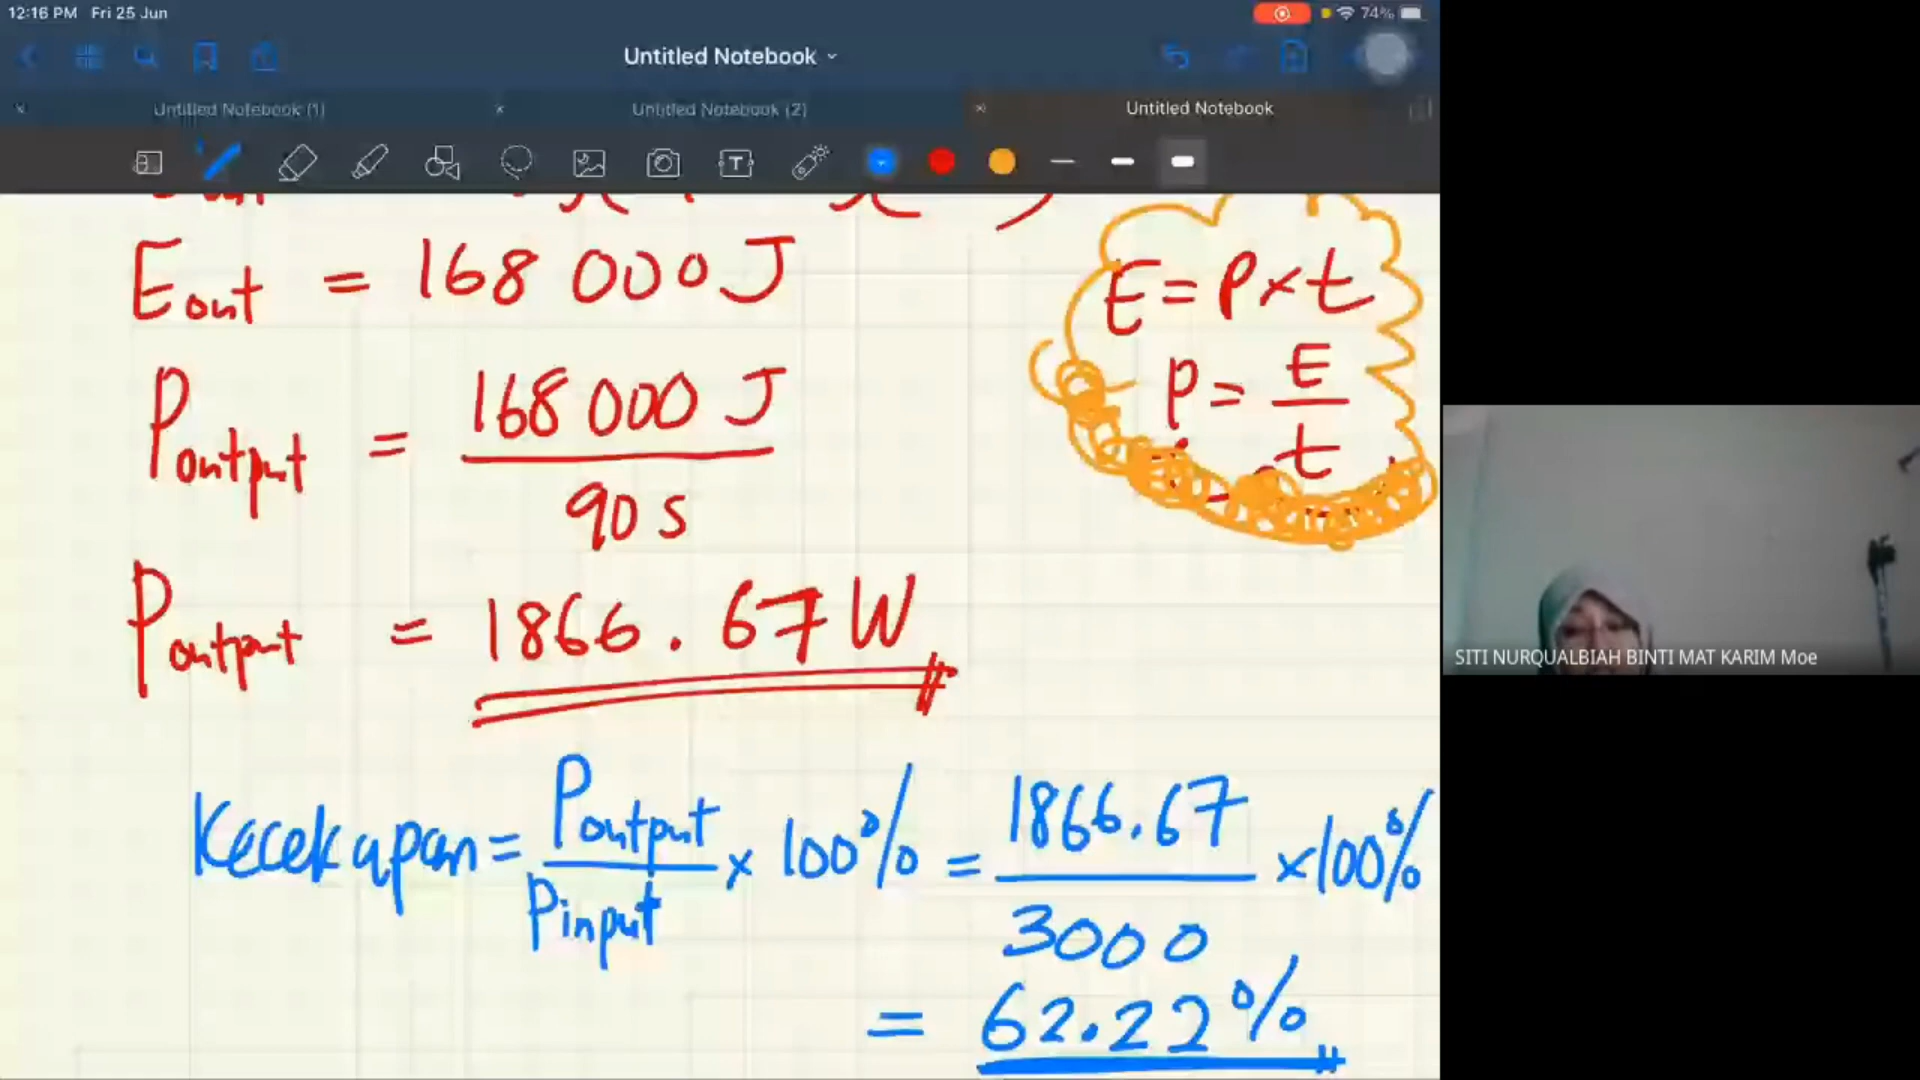 12:16 PM Fri 25 Jun
74%
Untitled Notebook
Untitled Notebook (1)
Untitled Notebook (2)
Untitled Notebook
T
Eout = 168 000 J
E = P x t
P = E / t
Poutput = 168 000 J / 90 s
Poutput = 1866.67 W
SITI NURQUALBIAH BINTI MAT KARIM Moe
Kecekapan = Poutput / Pinput x 100% = 1866.67 / 3000 x 100%
= 62.22%